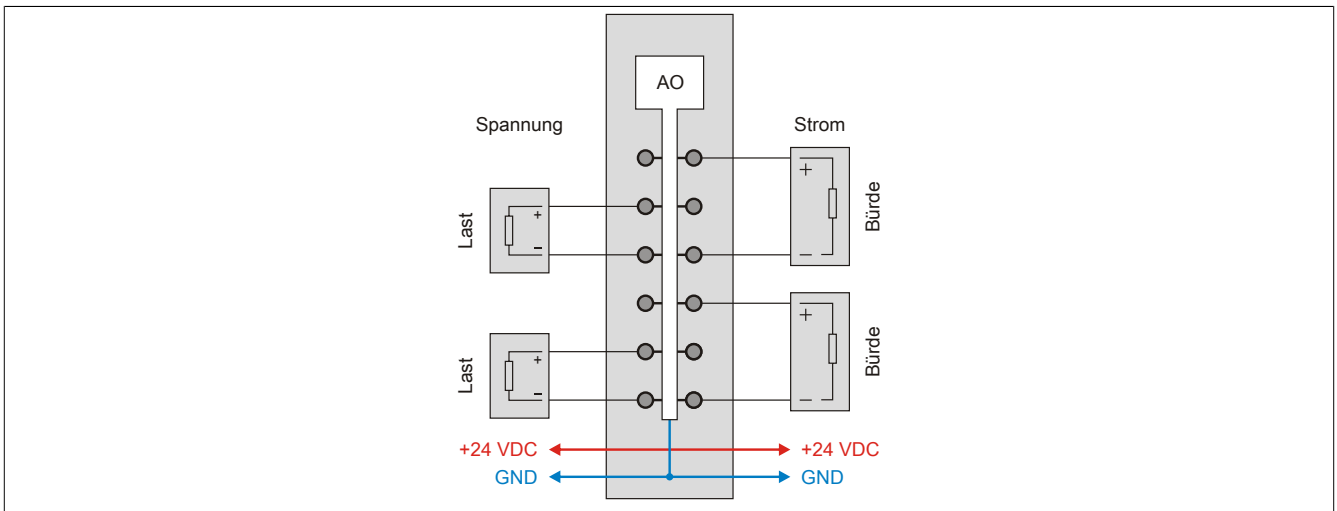 AO
Spannung
Strom
+
Last
+
−
Bürde
−
+
Last
+
−
Bürde
−
+24 VDC
+24 VDC
GND
GND